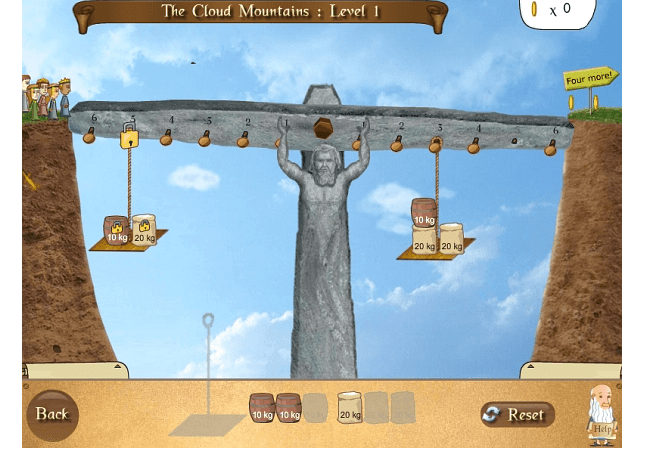 The Cloud Mountains : Level 1
x 0
Four more!
6 5 4 3 2 1 1 2 3 4 6
10 kg 20 kg
10 kg
20 kg 20 kg
Back
10 kg 10 kg 20 kg
Reset
Help